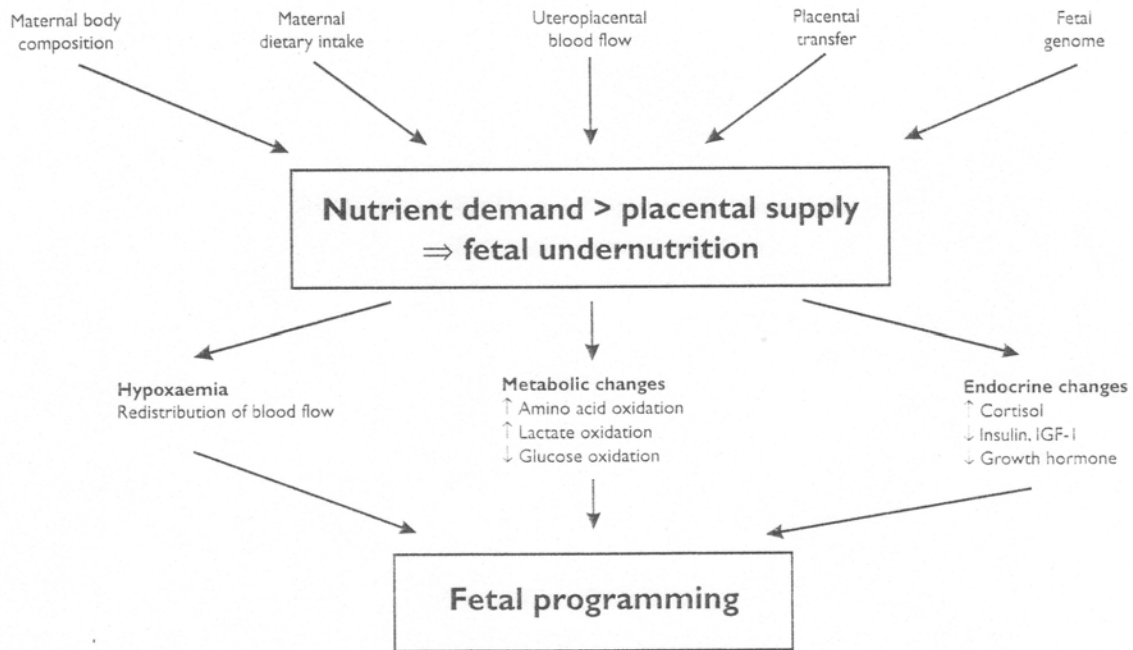 Maternal body
composition
Maternal
dietary intake
Uteroplacental
blood flow
Placental
transfer
Fetal
genome
Nutrient demand > placental supply
⇒ fetal undernutrition
Hypoxaemia
Redistribution of blood flow
Metabolic changes
↑ Amino acid oxidation
↑ Lactate oxidation
↓ Glucose oxidation
Endocrine changes
↑ Cortisol
↓ Insulin, IGF-1
↓ Growth hormone
Fetal programming